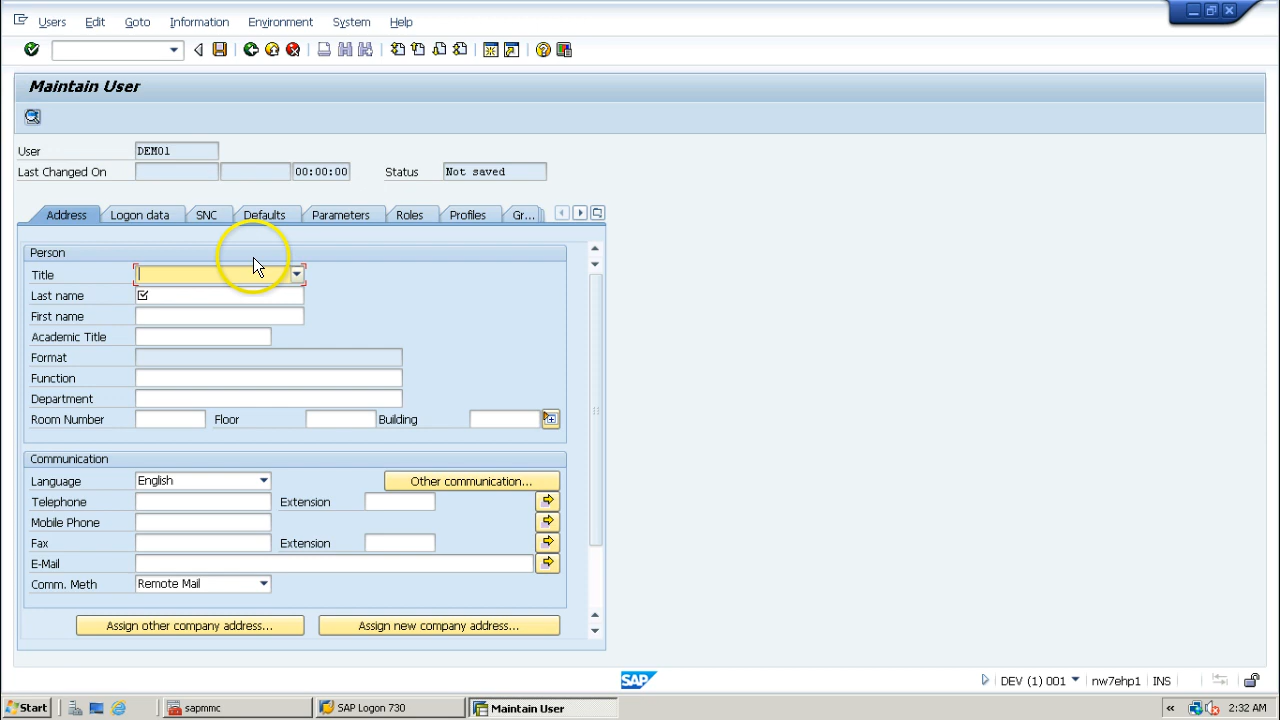 Users Edit Goto Information Environment System Help
Maintain User
User DEMO1
Last Changed On 00:00:00 Status Not saved
Address Logon data SNC Defaults Parameters Roles Profiles Gr...
Person
Title
Last name
First name
Academic Title
Format
Function
Department
Room Number Floor Building
Communication
Language English Other communication...
Telephone Extension
Mobile Phone
Fax Extension
E-Mail
Comm. Meth Remote Mail
Assign other company address... Assign new company address...
SAP DEV (1) 001 nw7ehp1 INS
Start sapmmc SAP Logon 730 Maintain User « 2:32 AM